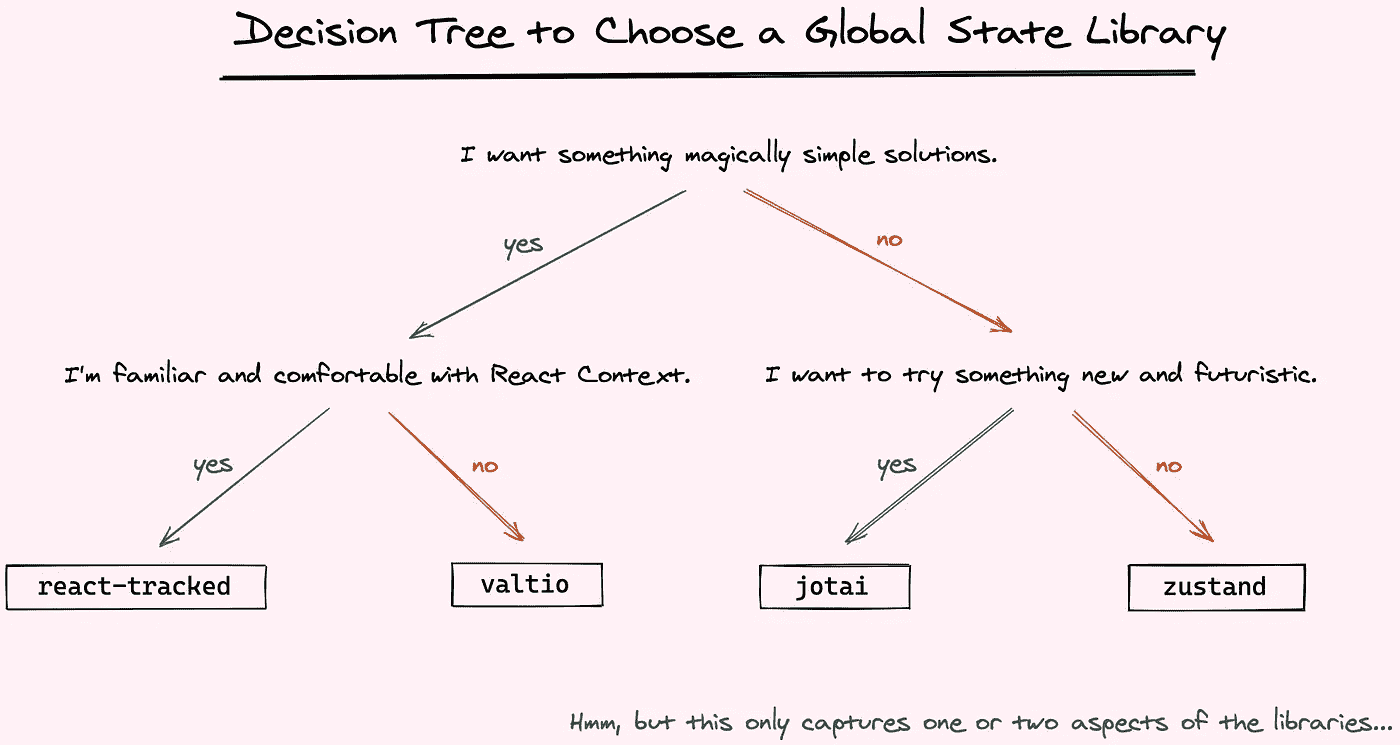 Decision Tree to Choose a Global State Library
I want something magically simple solutions.
yes
no
I'm familiar and comfortable with React Context.
I want to try something new and futuristic.
yes
no
yes
no
react-tracked
valtio
jotai
zustand
Hmm, but this only captures one or two aspects of the libraries...